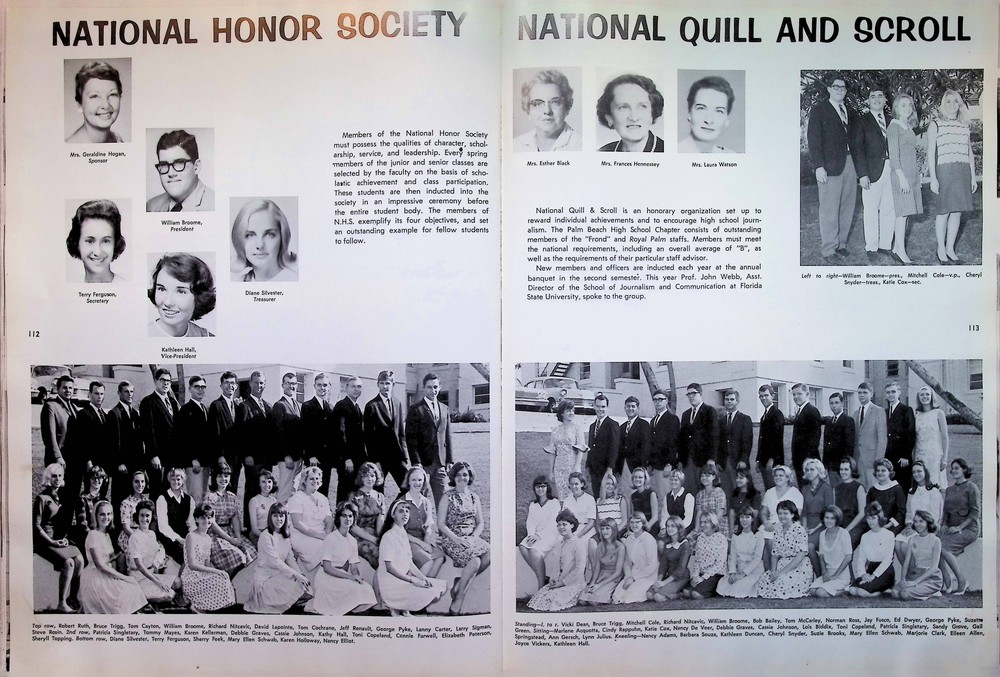 NATIONAL HONOR SOCIETY
Mrs. Geraldine Hogan,
Sponsor
William Broome,
President
Terry Ferguson,
Secretary
Diane Silvester,
Treasurer
Kathleen Hall,
Vice-President
Members of the National Honor Society
must possess the qualities of character, schol-
arship, service, and leadership. Every spring
members of the junior and senior classes are
selected by the faculty on the basis of scho-
lastic achievement and class participation.
These students are then inducted into the
society in an impressive ceremony before
the entire student body. The members of
N.H.S. exemplify its four objectives, and set
an outstanding example for fellow students
to follow.
112
Top row, Robert Ruth, Bruce Trigg, Tom Cayton, William Broome, Richard Nitcevic, David Lapointe, Tom Cochrane, Jeff Renault, George Pyke, Lanny Carter, Larry Sigman,
Steve Rosin. 2nd row, Patricia Singletary, Tommy Mayes, Karen Kellerman, Debbie Graves, Cassie Johnson, Kathy Hall, Toni Copeland, Connie Farwell, Elizabeth Peterson,
Sheryll Topping. Bottom row, Diane Silvester, Terry Ferguson, Sherry Feek, Mary Ellen Schwab, Karen Holloway, Nancy Elliot.
NATIONAL QUILL AND SCROLL
Mrs. Esther Black
Mrs. Frances Hennessey
Mrs. Laura Watson
Left to right—William Broome—pres., Mitchell Cole—v.p., Cheryl
Snyder—treas., Katie Cox—sec.
National Quill & Scroll is an honorary organization set up to
reward individual achievements and to encourage high school journ-
alism. The Palm Beach High School Chapter consists of outstanding
members of the "Frond" and Royal Palm staffs. Members must meet
the national requirements, including an overall average of "B", as
well as the requirements of their particular staff advisor.
New members and officers are inducted each year at the annual
banquet in the second semester. This year Prof. John Webb, Asst.
Director of the School of Journalism and Communication at Florida
State University, spoke to the group.
113
Standing—l. to r. Vicki Dean, Bruce Trigg, Mitchell Cole, Richard Nitcevic, William Broome, Bob Bailey, Tom McCarley, Norman Ross, Jay Fusco, Ed Dwyer, George Pyke, Suzette
Green. Sitting—Marlene Acquotta, Cindy Rappuhn, Katie Cox, Nancy De Veer, Debbie Graves, Cassie Johnson, Lois Biddix, Toni Copeland, Patricia Singletary, Sandy Grove, Gail
Springstead, Ann Gersch, Lynn Julius. Kneeling—Nancy Adams, Barbara Souza, Kathleen Duncan, Cheryl Snyder, Suzie Brooks, Mary Ellen Schwab, Marjorie Clark, Eileen Allen,
Joyce Vickers, Kathleen Hall.